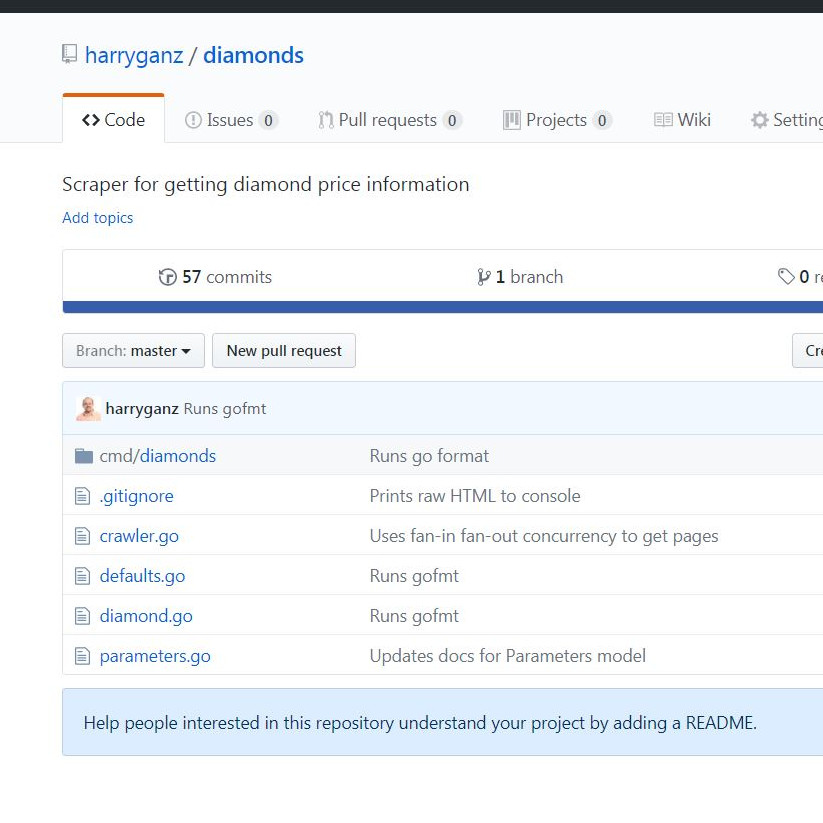 harryganz / diamonds
<> Code Issues 0 Pull requests 0 Projects 0 Wiki
Scraper for getting diamond price information
Add topics
57 commits 1 branch 0
Branch: master New pull request
harryganz Runs gofmt
cmd/diamonds Runs go format
.gitignore Prints raw HTML to console
crawler.go Uses fan-in fan-out concurrency to get pages
defaults.go Runs gofmt
diamond.go Runs gofmt
parameters.go Updates docs for Parameters model
Help people interested in this repository understand your project by adding a README.